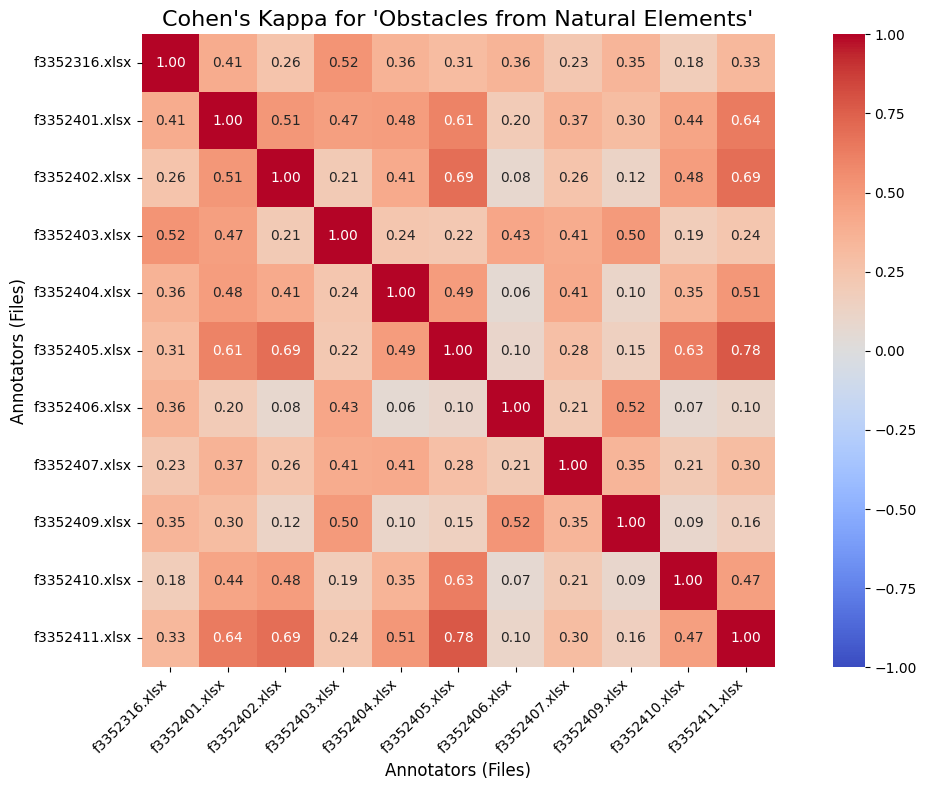 Cohen's Kappa for 'Obstacles from Natural Elements'
f3352316.xlsx 1.00 0.41 0.26 0.52 0.36 0.31 0.36 0.23 0.35 0.18 0.33
f3352401.xlsx 0.41 1.00 0.51 0.47 0.48 0.61 0.20 0.37 0.30 0.44 0.64
f3352402.xlsx 0.26 0.51 1.00 0.21 0.41 0.69 0.08 0.26 0.12 0.48 0.69
f3352403.xlsx 0.52 0.47 0.21 1.00 0.24 0.22 0.43 0.41 0.50 0.19 0.24
f3352404.xlsx 0.36 0.48 0.41 0.24 1.00 0.49 0.06 0.41 0.10 0.35 0.51
f3352405.xlsx 0.31 0.61 0.69 0.22 0.49 1.00 0.10 0.28 0.15 0.63 0.78
f3352406.xlsx 0.36 0.20 0.08 0.43 0.06 0.10 1.00 0.21 0.52 0.07 0.10
f3352407.xlsx 0.23 0.37 0.26 0.41 0.41 0.28 0.21 1.00 0.35 0.21 0.30
f3352409.xlsx 0.35 0.30 0.12 0.50 0.10 0.15 0.52 0.35 1.00 0.09 0.16
f3352410.xlsx 0.18 0.44 0.48 0.19 0.35 0.63 0.07 0.21 0.09 1.00 0.47
f3352411.xlsx 0.33 0.64 0.69 0.24 0.51 0.78 0.10 0.30 0.16 0.47 1.00
f3352316.xlsx f3352401.xlsx f3352402.xlsx f3352403.xlsx f3352404.xlsx f3352405.xlsx f3352406.xlsx f3352407.xlsx f3352409.xlsx f3352410.xlsx f3352411.xlsx
Annotators (Files)
Annotators (Files)
1.00
0.75
0.50
0.25
0.00
−0.25
−0.50
−0.75
−1.00